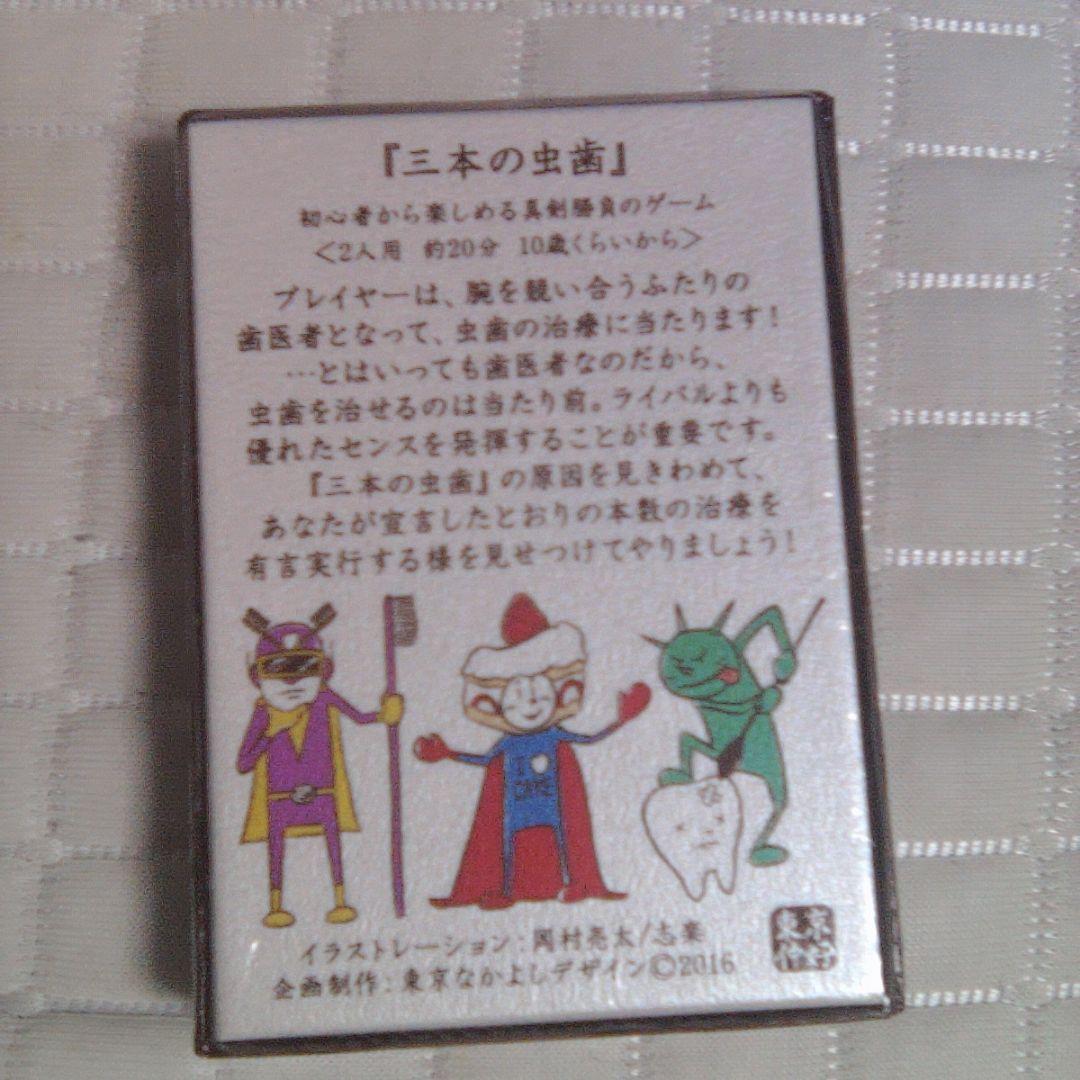 『三本の虫歯』
初心者から楽しめる真剣勝負のゲーム
＜2人用 約20分 10歳くらいから＞
プレイヤーは、腕を競い合うふたりの
歯医者となって、虫歯の治療に当たります！
…とはいっても歯医者なのだから、
虫歯を治せるのは当たり前。ライバルよりも
優れたセンスを発揮することが重要です。
『三本の虫歯』の原因を見きわめて、
あなたが宣言したとおりの本数の治療を
有言実行する様を見せつけてやりましょう！
I
CAKE
イラストレーション：岡村亮太/志薬
企画制作：東京なかよしデザイン©2016
東京